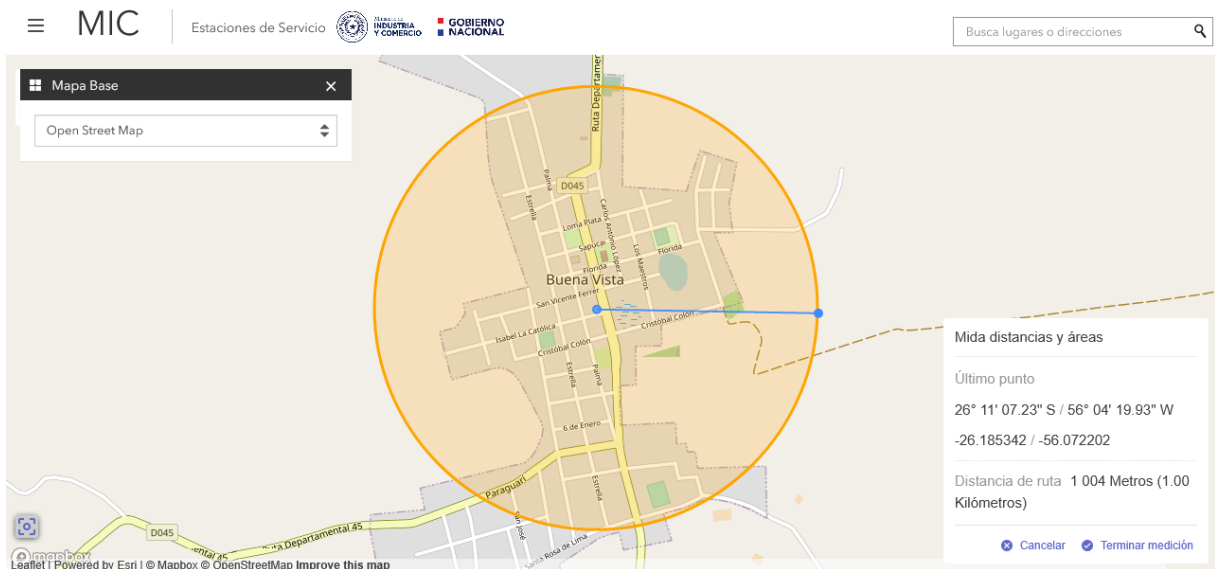 MIC
Estaciones de Servicio
MINISTERIO DE
INDUSTRIA
Y COMERCIO
GOBIERNO
NACIONAL
Busca lugares o direcciones
Mapa Base
Open Street Map
Ruta Departamen
D045
Palma
Estrella
Carlos Antonio López
Loma Plata
Sapucai
Los Maestros
Florida
Florida
Buena Vista
San Vicente Ferrer
Cristóbal Colón
Isabel La Católica
Cristóbal Colón
Estrella
Palma
6 de Enero
Paraguarí
Estrella
San José
Santa Rosa de Lima
D045
Ruta Departamental 45
mapbox
Leaflet | Powered by Esri | © Mapbox © OpenStreetMap Improve this map
Mida distancias y áreas
Último punto
26° 11' 07.23" S / 56° 04' 19.93" W
-26.185342 / -56.072202
Distancia de ruta 1 004 Metros (1.00
Kilómetros)
Cancelar
Terminar medición